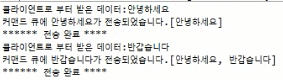 클라이언트로 부터 받은 데이터:안녕하세요
커맨드 큐에 안녕하세요가 전송되었습니다.[안녕하세요]
****** 전송 완료 ****
클라이언트로 부터 받은 데이터:반갑습니다
커맨드 큐에 반갑습니다가 전송되었습니다.[안녕하세요, 반갑습니다]
****** 전송 완료 ****